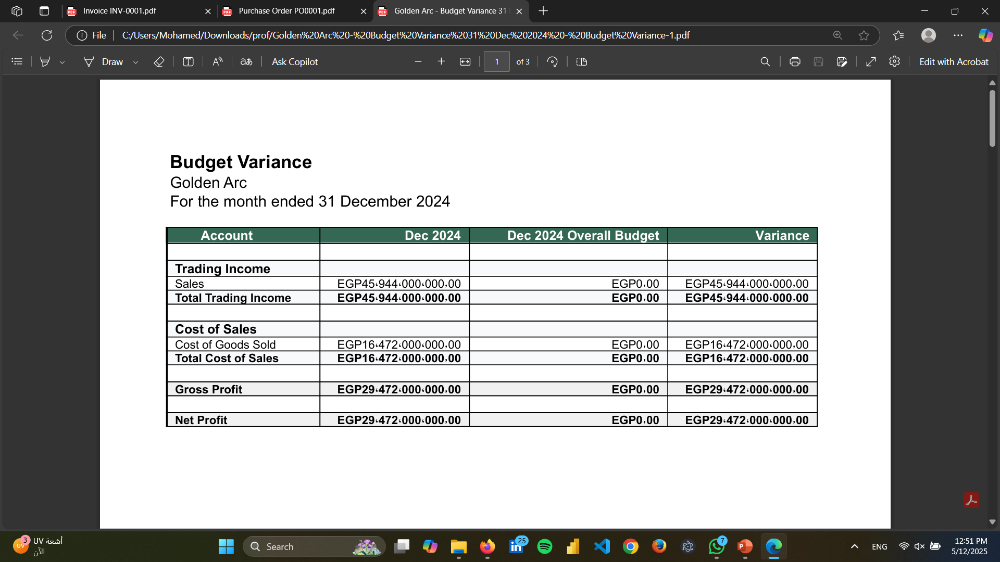 Invoice INV-0001.pdf
Purchase Order PO0001.pdf
Golden Arc - Budget Variance 31
File
C:/Users/Mohamed/Downloads/prof/Golden%20Arc%20-%20Budget%20Variance%2031%20Dec%202024%20-%20Budget%20Variance-1.pdf
Draw
aあ
Ask Copilot
1 of 3
Edit with Acrobat
Budget Variance
Golden Arc
For the month ended 31 December 2024
Account Dec 2024 Dec 2024 Overall Budget Variance
Trading Income
Sales EGP45،944،000،000٫00 EGP0٫00 EGP45،944،000،000٫00
Total Trading Income EGP45،944،000،000٫00 EGP0٫00 EGP45،944،000،000٫00
Cost of Sales
Cost of Goods Sold EGP16،472،000،000٫00 EGP0٫00 EGP16،472،000،000٫00
Total Cost of Sales EGP16،472،000،000٫00 EGP0٫00 EGP16،472،000،000٫00
Gross Profit EGP29،472،000،000٫00 EGP0٫00 EGP29،472،000،000٫00
Net Profit EGP29،472،000،000٫00 EGP0٫00 EGP29،472،000،000٫00
3
UV
أشعة UV
الآن
Search
25
7
ENG
12:51 PM
5/12/2025